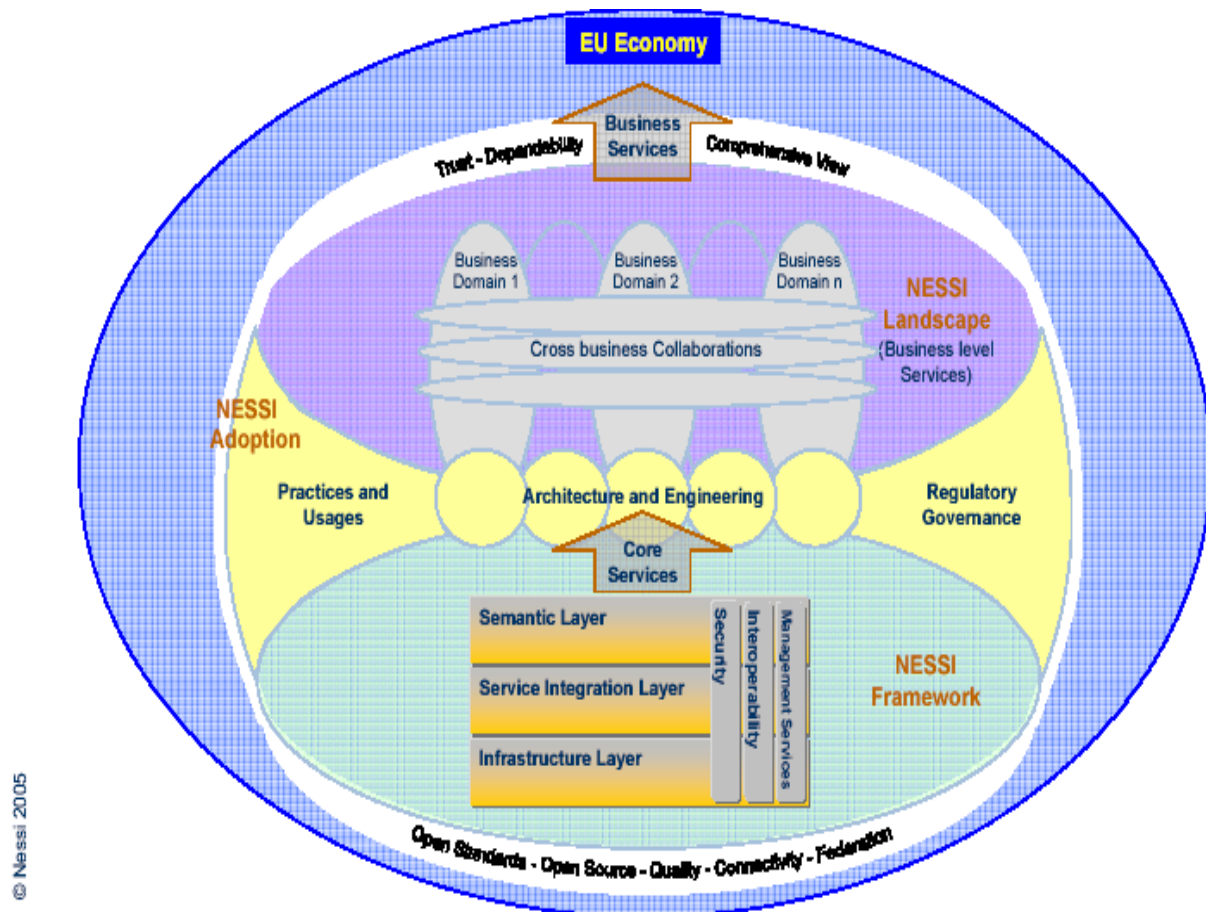 EU Economy
Business
Services
Trust - Dependability
Comprehensive View
Business
Domain 1
Business
Domain 2
Business
Domain n
NESSI
Landscape
(Business level
Services)
Cross business Collaborations
NESSI
Adoption
Practices and
Usages
Architecture and Engineering
Regulatory
Governance
Core
Services
Semantic Layer
Service Integration Layer
Infrastructure Layer
Security
Interoperability
Management Services
NESSI
Framework
Open Standards - Open Source - Quality - Connectivity - Federation
© Nessi 2005